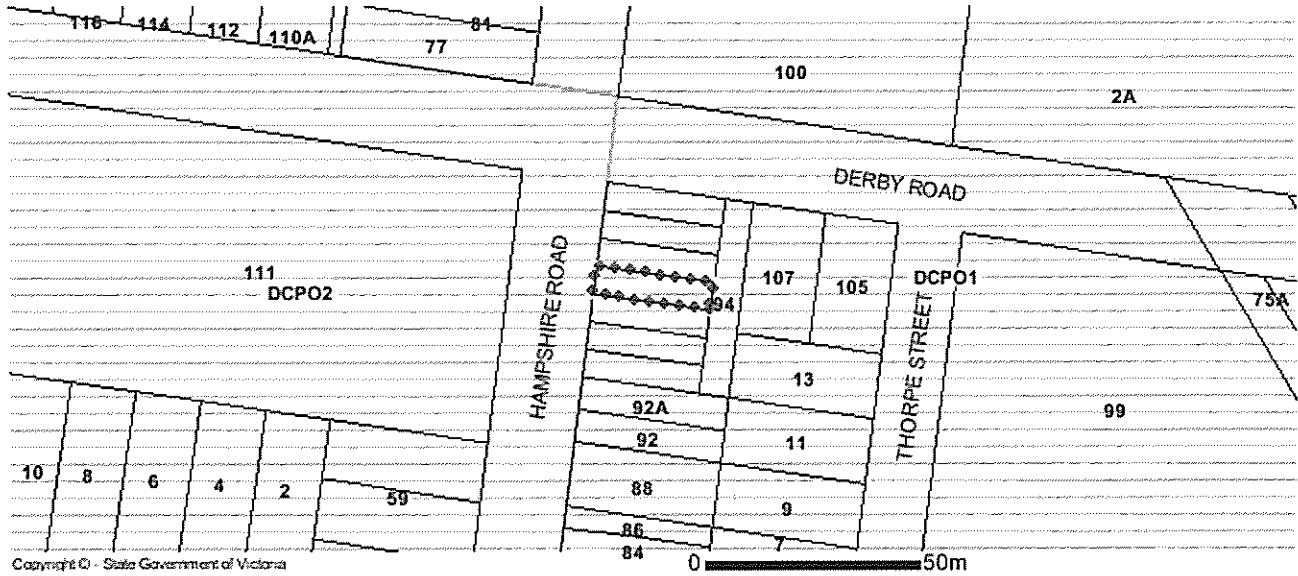 116 114 112 110A 77 81
100
2A
DERBY ROAD
111
DCPO2
HAMPSHIRE ROAD
94
107
105
DCPO1
75A
THORPE STREET
13
99
92A
92
11
10
8
6
4
2
59
88
9
86
84
7
Copyright © - State Government of Victoria
0 50m